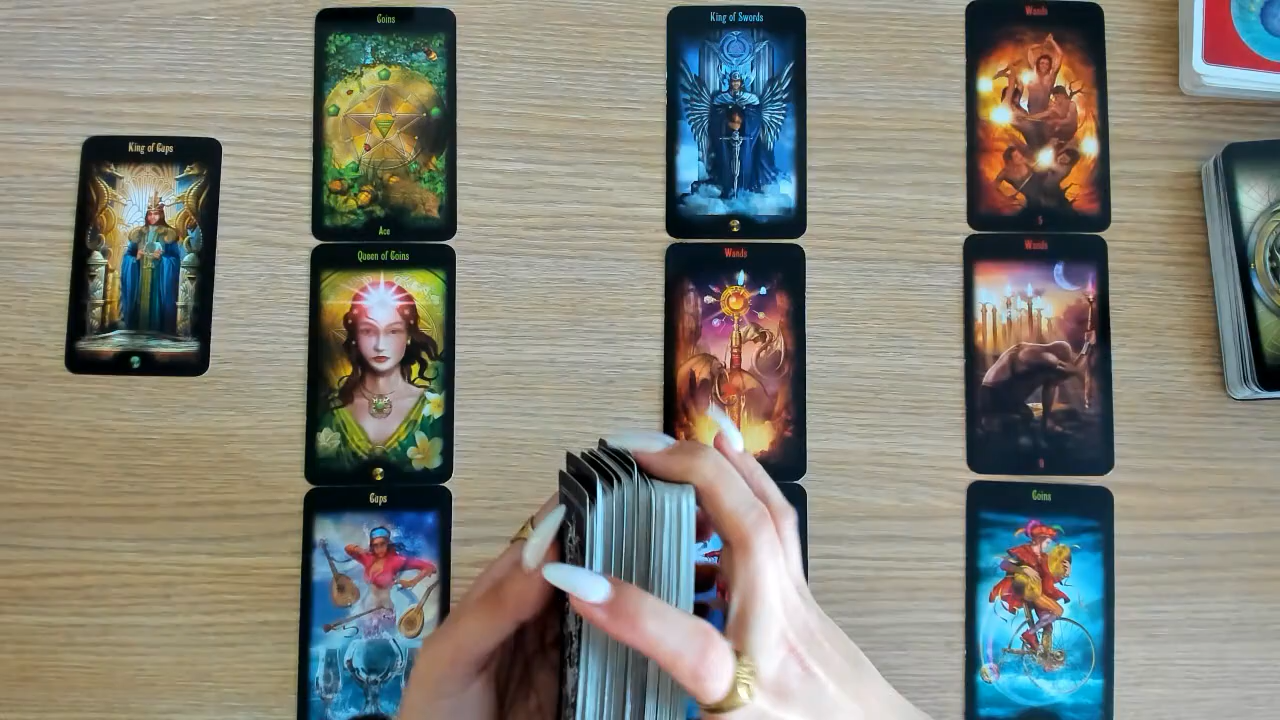 King of Cups
Coins
Ace
Queen of Coins
Cups
King of Swords
Wands
Wands
5
Wands
9
Coins